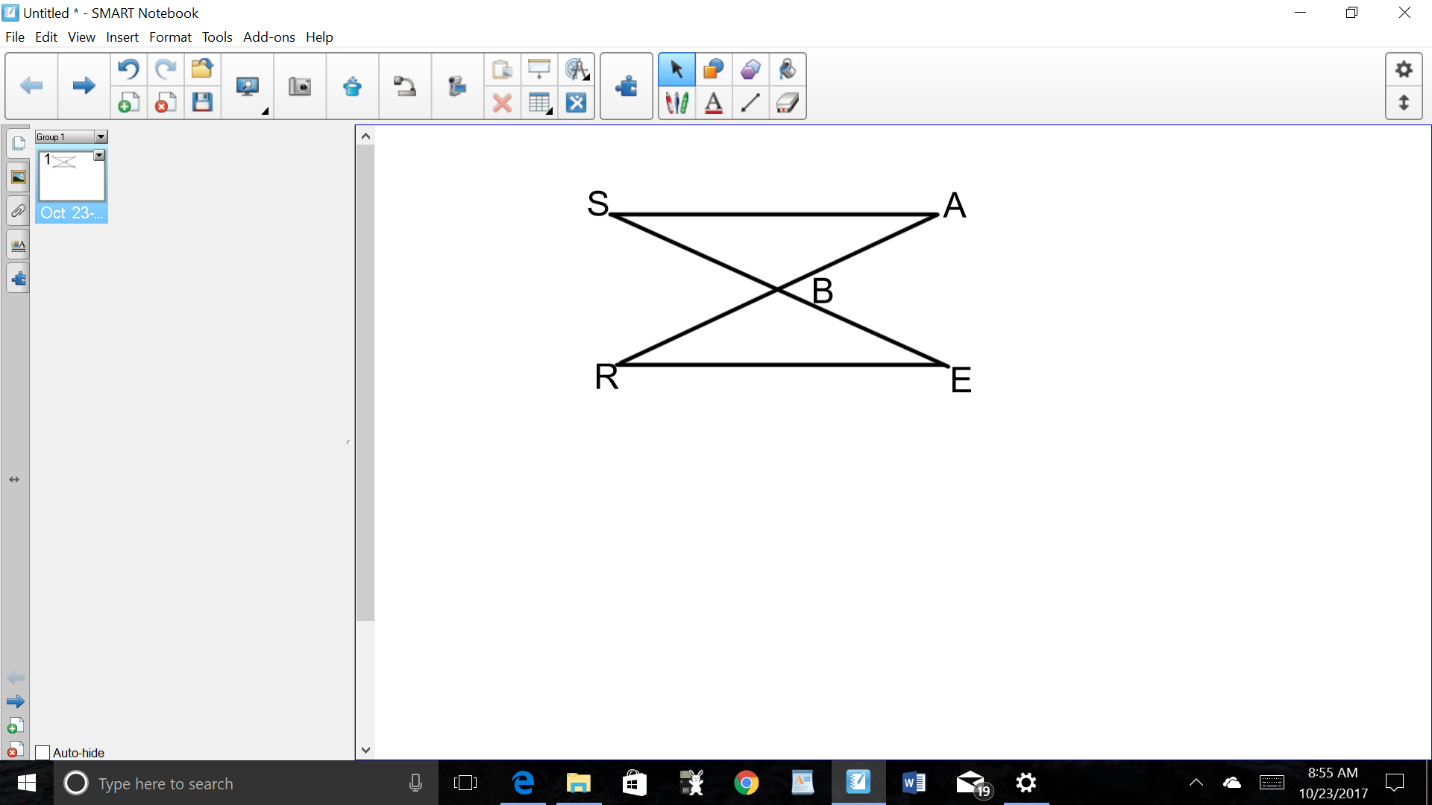 Untitled * - SMART Notebook
File Edit View Insert Format Tools Add-ons Help
A
Group 1
1
Oct 23-...
S A
B
R E
Auto-hide
Type here to search
19
8:55 AM
10/23/2017